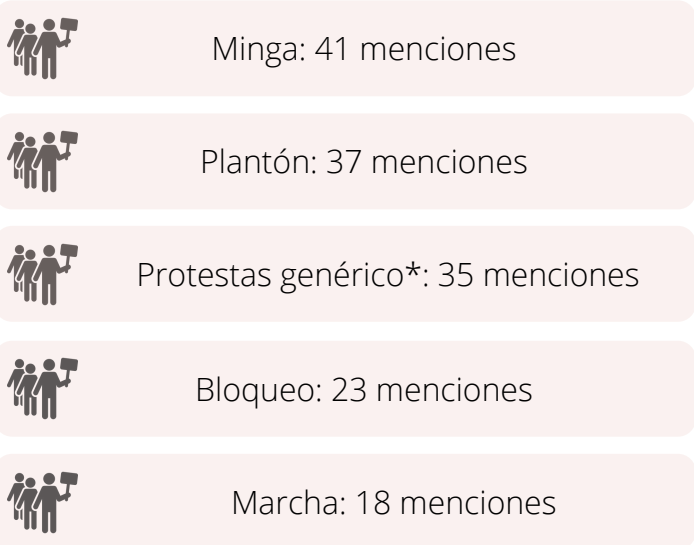 Minga: 41 menciones
Plantón: 37 menciones
Protestas genérico*: 35 menciones
Bloqueo: 23 menciones
Marcha: 18 menciones